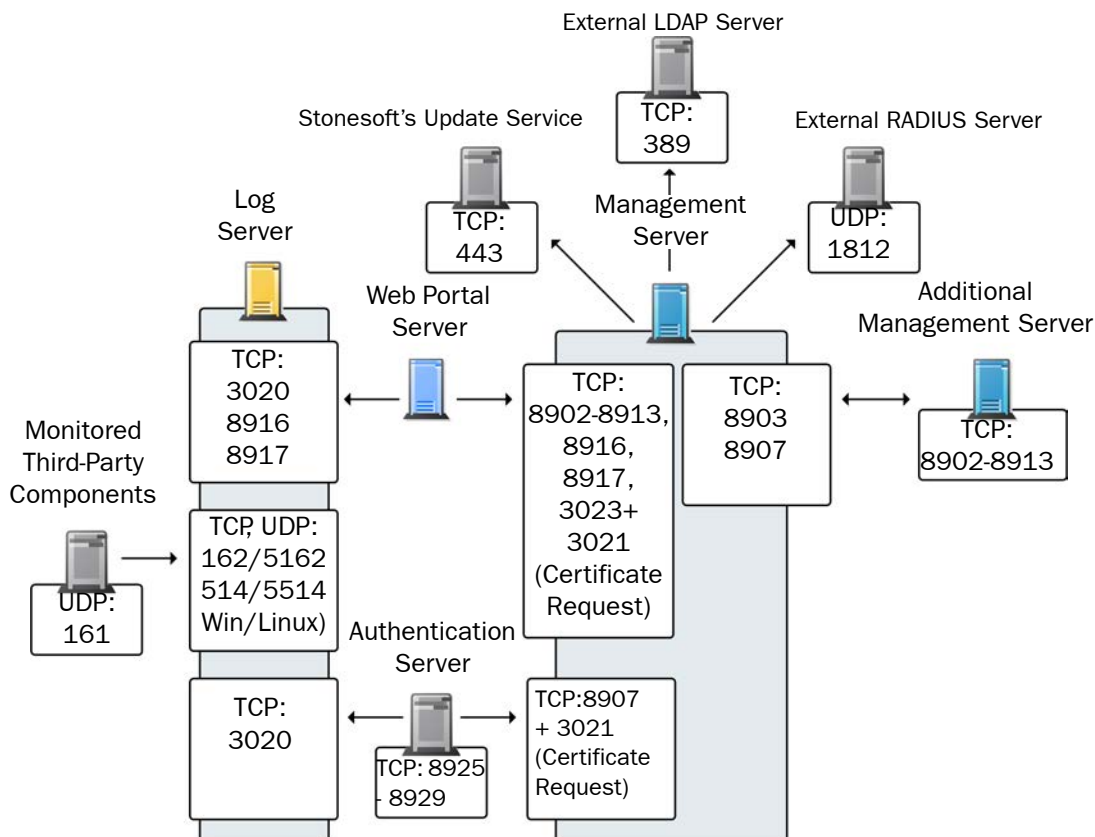 External LDAP Server
TCP:
389
Stonesoft's Update Service
TCP:
443
External RADIUS Server
UDP:
1812
Management
Server
Log
Server
Web Portal
Server
Additional
Management Server
TCP:
8902-8913
TCP:
3020
8916
8917
TCP:
8902-8913,
8916,
8917,
3023+
3021
(Certificate
Request)
TCP:
8903
8907
Monitored
Third-Party
Components
UDP:
161
TCP, UDP:
162/5162
514/5514
Win/Linux)
Authentication
Server
TCP: 8925
- 8929
TCP:
3020
TCP:8907
+ 3021
(Certificate
Request)